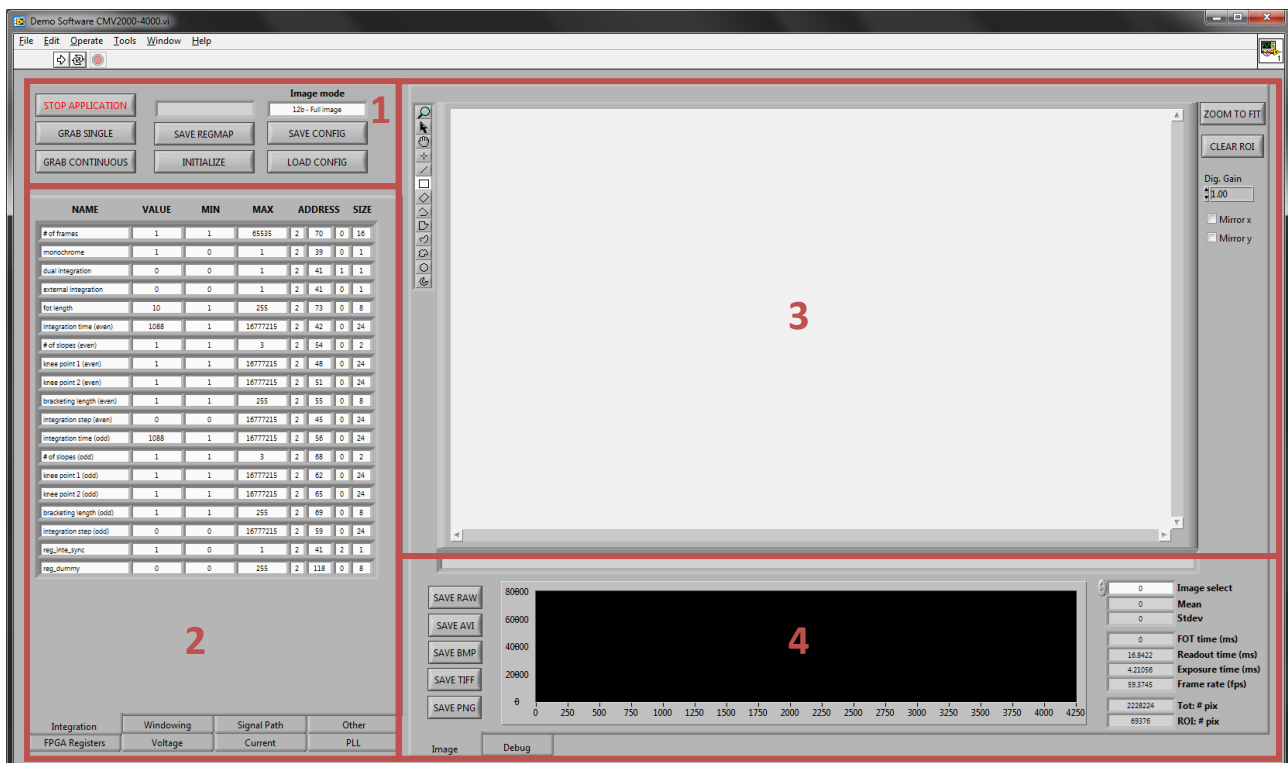 Demo Software CMV2000-4000.vi
File Edit Operate Tools Window Help
1
STOP APPLICATION
Image mode
12b - Full Image
1
GRAB SINGLE SAVE REGMAP SAVE CONFIG
GRAB CONTINUOUS INITIALIZE LOAD CONFIG
NAME VALUE MIN MAX ADDRESS SIZE
# of frames 1 1 65535 2 70 0 16
monochrome 1 0 1 2 39 0 1
dual integration 0 0 1 2 41 1 1
external integration 0 0 1 2 41 0 1
fot length 10 1 255 2 73 0 8
integration time (even) 1088 1 16777215 2 42 0 24
# of slopes (even) 1 1 3 2 54 0 2
knee point 1 (even) 1 1 16777215 2 48 0 24
knee point 2 (even) 1 1 16777215 2 51 0 24
bracketing length (even) 1 1 255 2 55 0 8
integration step (even) 0 0 16777215 2 45 0 24
integration time (odd) 1088 1 16777215 2 56 0 24
# of slopes (odd) 1 1 3 2 68 0 2
knee point 1 (odd) 1 1 16777215 2 62 0 24
knee point 2 (odd) 1 1 16777215 2 65 0 24
bracketing length (odd) 1 1 255 2 69 0 8
integration step (odd) 0 0 16777215 2 59 0 24
reg_inte_sync 1 0 1 2 41 2 1
reg_dummy 0 0 255 2 118 0 8
2
Integration Windowing Signal Path Other
FPGA Registers Voltage Current PLL
3
ZOOM TO FIT
CLEAR ROI
Dig. Gain
1.00
Mirror x
Mirror y
SAVE RAW
SAVE AVI
SAVE BMP
SAVE TIFF
SAVE PNG
80000
60000
40000
20000
0
0 250 500 750 1000 1250 1500 1750 2000 2250 2500 2750 3000 3250 3500 3750 4000 4250
4
0 Image select
0 Mean
0 Stdev
0 FOT time (ms)
16.8422 Readout time (ms)
4.21056 Exposure time (ms)
59.3745 Frame rate (fps)
2228224 Tot: # pix
69376 ROI: # pix
Image Debug